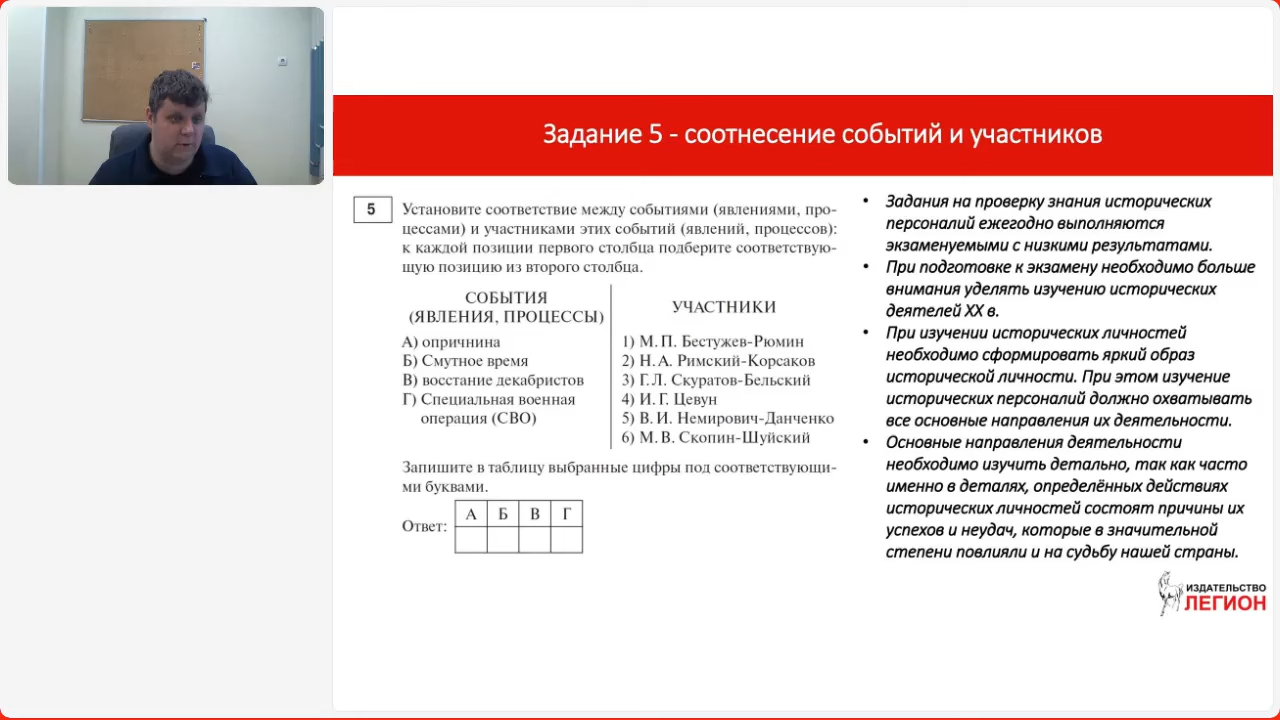 Задание 5 - соотнесение событий и участников
5
Установите соответствие между событиями (явлениями, про-
цессами) и участниками этих событий (явлений, процессов):
к каждой позиции первого столбца подберите соответствую-
щую позицию из второго столбца.
СОБЫТИЯ
(ЯВЛЕНИЯ, ПРОЦЕССЫ)
А) опричнина
Б) Смутное время
В) восстание декабристов
Г) Специальная военная
операция (СВО)
УЧАСТНИКИ
1) М. П. Бестужев-Рюмин
2) Н. А. Римский-Корсаков
3) Г. Л. Скуратов-Бельский
4) И. Г. Цевун
5) В. И. Немирович-Данченко
6) М. В. Скопин-Шуйский
Запишите в таблицу выбранные цифры под соответствующи-
ми буквами.
Ответ:
А Б В Г
• Задания на проверку знания исторических
персоналий ежегодно выполняются
экзаменуемыми с низкими результатами.
• При подготовке к экзамену необходимо больше
внимания уделять изучению исторических
деятелей XX в.
• При изучении исторических личностей
необходимо сформировать яркий образ
исторической личности. При этом изучение
исторических персоналий должно охватывать
все основные направления их деятельности.
• Основные направления деятельности
необходимо изучить детально, так как часто
именно в деталях, определённых действиях
исторических личностей состоят причины их
успехов и неудач, которые в значительной
степени повлияли и на судьбу нашей страны.
ИЗДАТЕЛЬСТВО
ЛЕГИОН